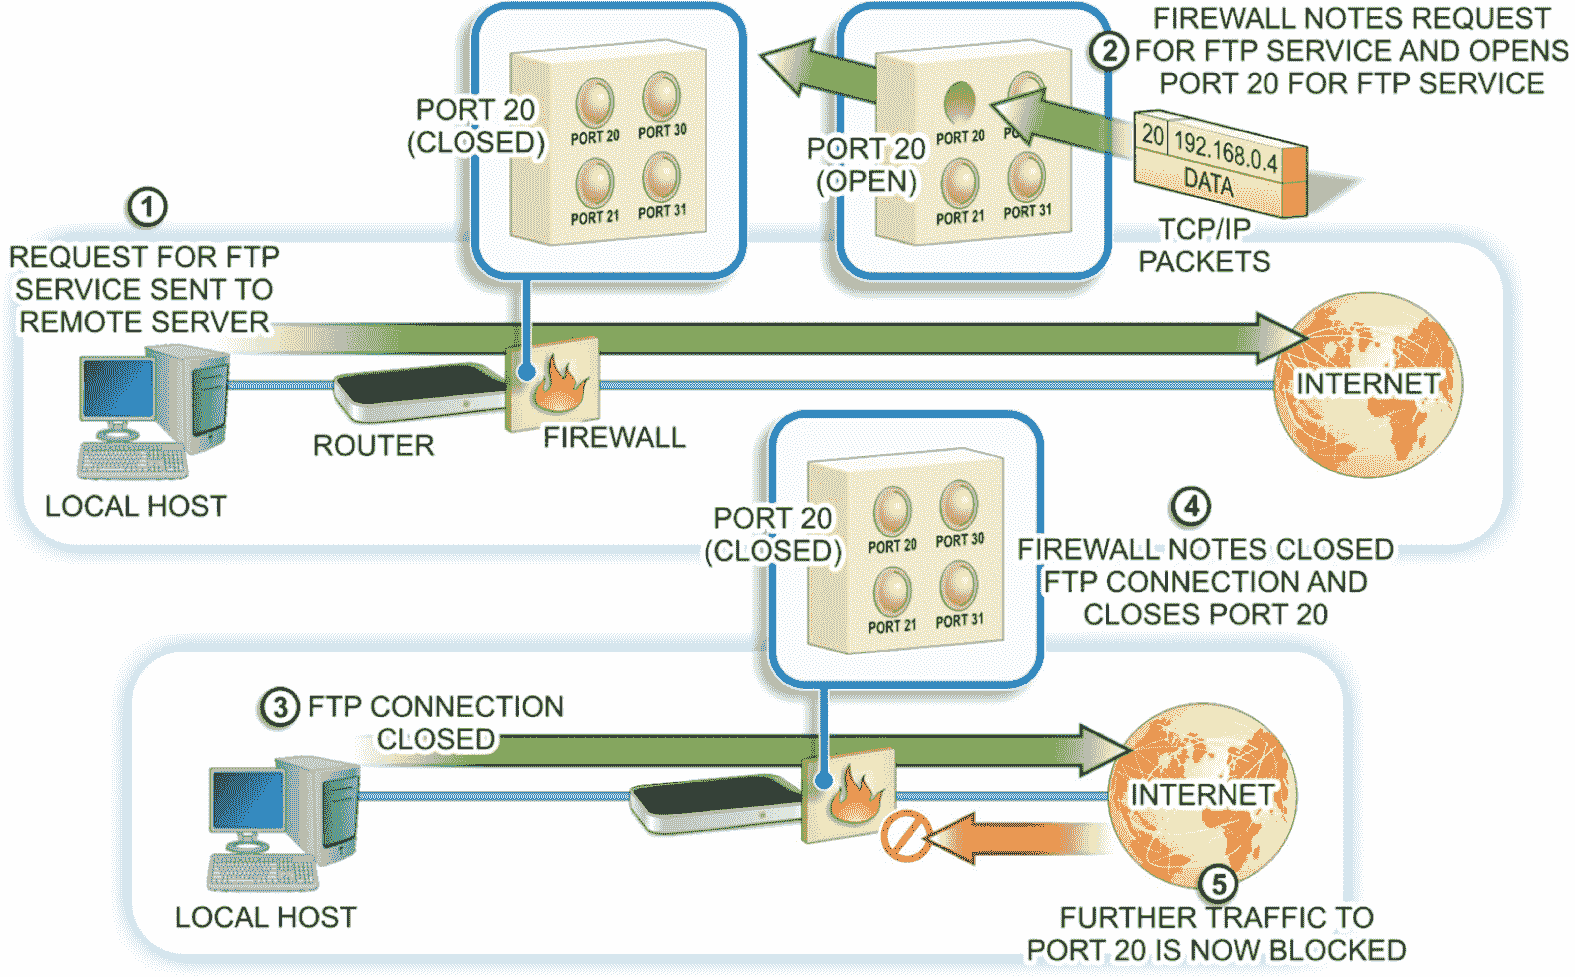 FIREWALL NOTES REQUEST
2 FOR FTP SERVICE AND OPENS
PORT 20 FOR FTP SERVICE
PORT 20
(CLOSED)
PORT 20
PORT 30
PORT 21
PORT 31
PORT 20
(OPEN)
PORT 20
PORT 21
PORT 31
20 192.168.0.4
DATA
TCP/IP
PACKETS
1
REQUEST FOR FTP
SERVICE SENT TO
REMOTE SERVER
INTERNET
ROUTER
FIREWALL
LOCAL HOST
PORT 20
(CLOSED)
PORT 20
PORT 30
PORT 21
PORT 31
4
FIREWALL NOTES CLOSED
FTP CONNECTION AND
CLOSES PORT 20
3 FTP CONNECTION
CLOSED
INTERNET
LOCAL HOST
5
FURTHER TRAFFIC TO
PORT 20 IS NOW BLOCKED